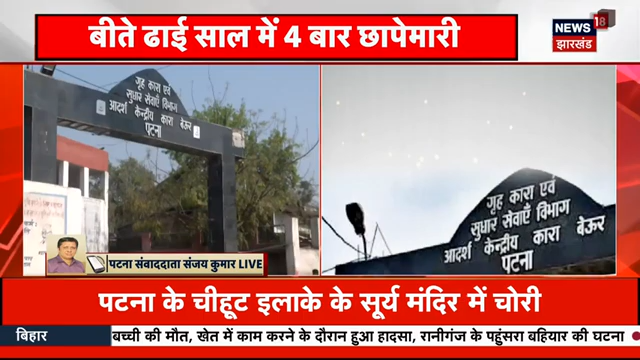 बीते ढाई साल में 4 बार छापेमारी
NEWS 18
झारखंड
गृह कारा एवं
सुधार सेवाएँ विभाग
आदर्श केन्द्रीय कारा बेऊर
पटना
गृह कारा एवं
सुधार सेवाएँ विभाग
आदर्श केन्द्रीय कारा बेऊर
पटना
पटना संवाददाता संजय कुमार LIVE
पटना के चीहूट इलाके के सूर्य मंदिर में चोरी
बिहार
बच्ची की मौत, खेत में काम करने के दौरान हुआ हादसा, रानीगंज के पहुंसरा बहियार की घटना